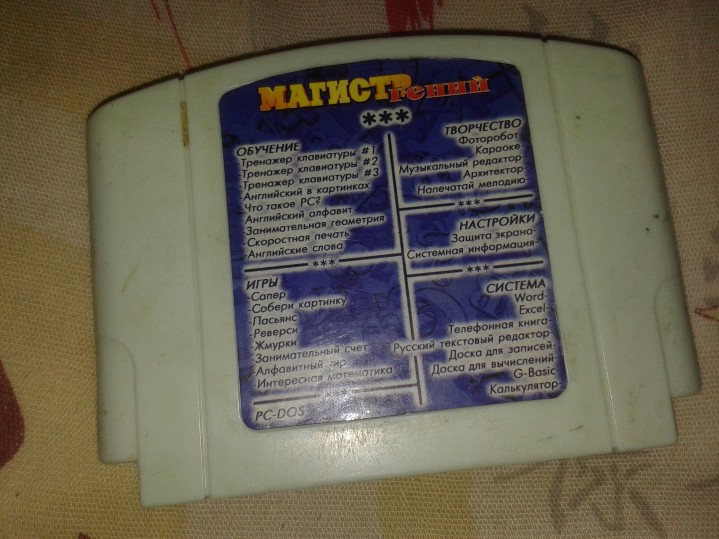 МАГИСТР
гений
***
ОБУЧЕНИЕ
-Тренажер клавиатуры #1
-Тренажер клавиатуры #2
-Тренажер клавиатуры #3
-Английский в картинках
-Что такое PC?
-Английский алфавит
-Занимательная геометрия
-Скоростная печать
-Английские слова
***
ИГРЫ
-Сапер
-Собери картинку
-Пасьянс
-Реверси
-Жмурки
-Занимательный счет
-Алфавитный тир
-Интересная математика
***
PC-DOS
ТВОРЧЕСТВО
Фоторобот-
Караоке-
Музыкальный редактор-
Архитектор-
Напечатай мелодию-
***
НАСТРОЙКИ
Защита экрана-
Системная информация-
***
СИСТЕМА
Word-
Excel-
Телефонная книга-
Русский текстовый редактор-
Доска для записей-
Доска для вычислений-
G-Basic-
Калькулятор-